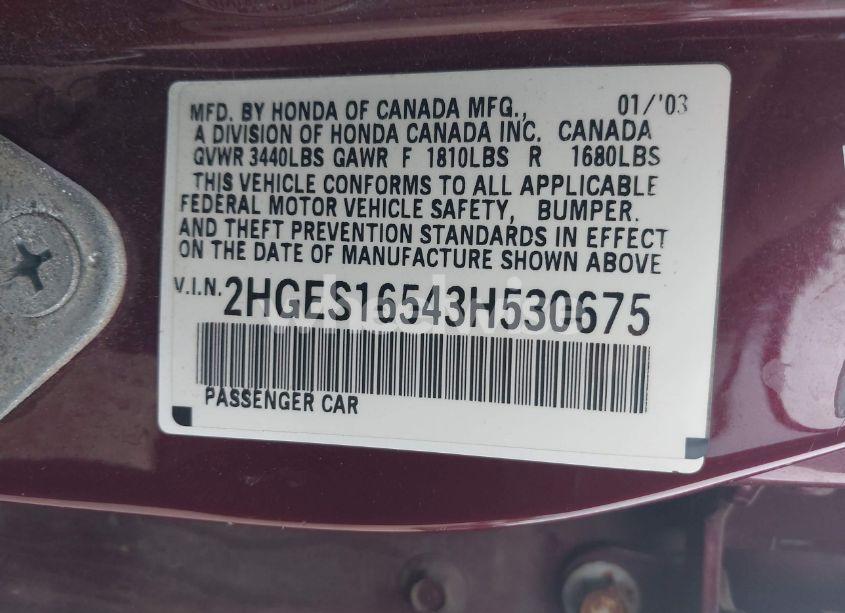 MFD. BY HONDA OF CANADA MFG., 01/'03
A DIVISION OF HONDA CANADA INC. CANADA
GVWR 3440LBS GAWR F 1810LBS R 1680LBS
THIS VEHICLE CONFORMS TO ALL APPLICABLE
FEDERAL MOTOR VEHICLE SAFETY, BUMPER.
AND THEFT PREVENTION STANDARDS IN EFFECT
ON THE DATE OF MANUFACTURE SHOWN ABOVE
V.I.N. 2HGES16543H530675
PASSENGER CAR